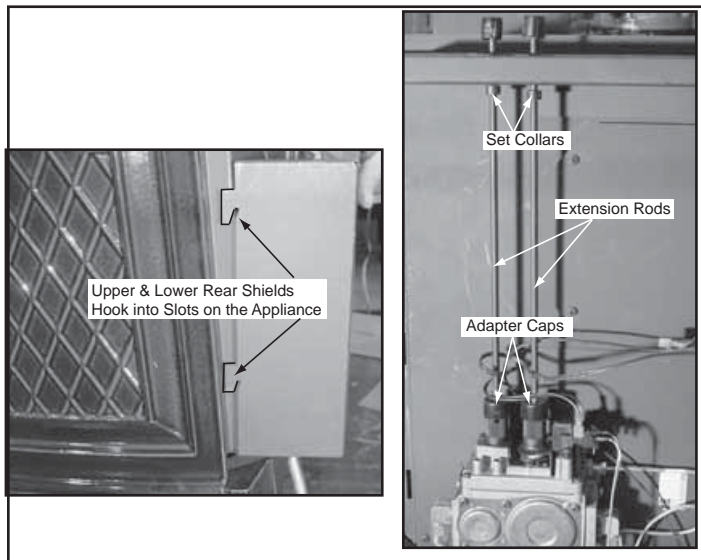 Upper & Lower Rear Shields
Hook into Slots on the Appliance
Set Collars
Extension Rods
Adapter Caps